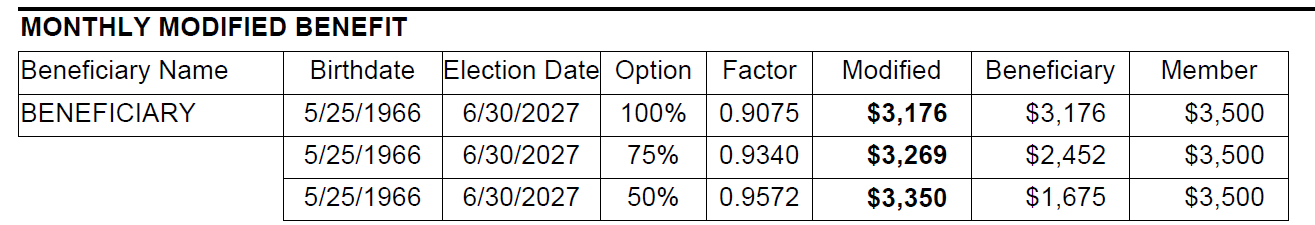 MONTHLY MODIFIED BENEFIT
Beneficiary Name Birthdate Election Date Option Factor Modified Beneficiary Member
BENEFICIARY 5/25/1966 6/30/2027 100% 0.9075 $3,176 $3,176 $3,500
5/25/1966 6/30/2027 75% 0.9340 $3,269 $2,452 $3,500
5/25/1966 6/30/2027 50% 0.9572 $3,350 $1,675 $3,500